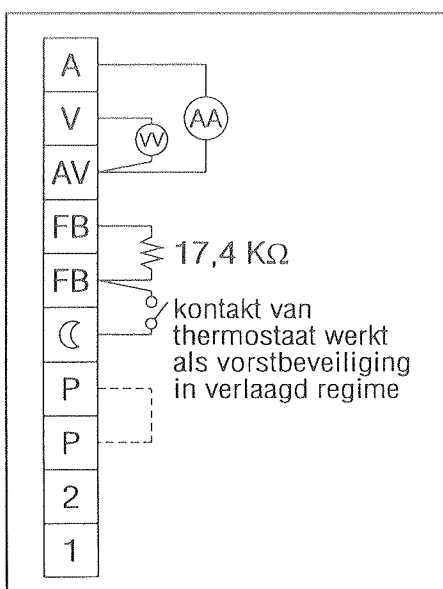 A
V
AV
FB
FB
☾
P
P
2
1
AA
VV
17,4 KΩ
kontakt van
thermostaat werkt
als vorstbeveiliging
in verlaagd regime